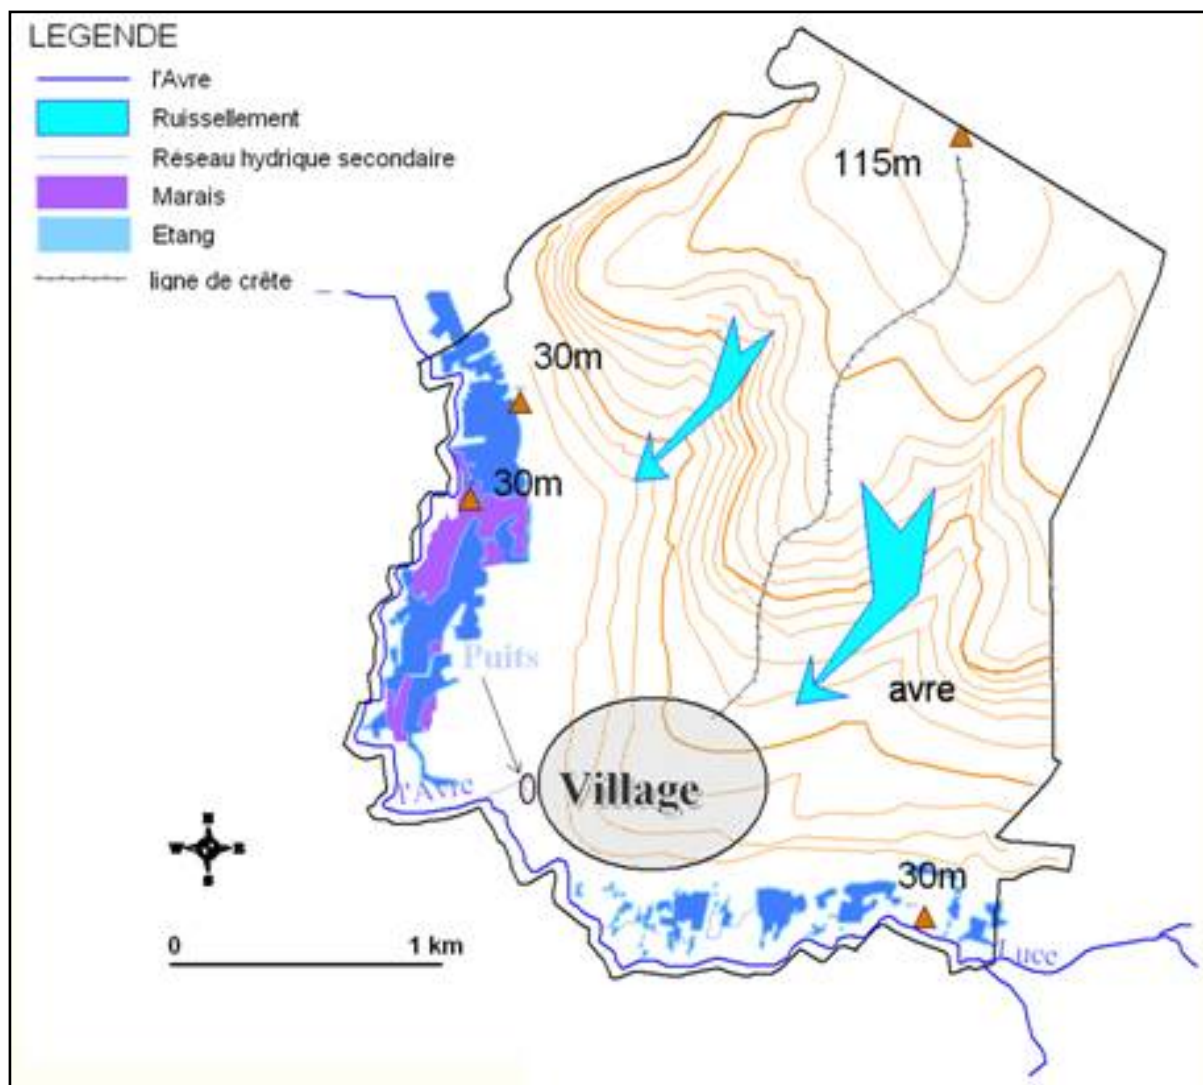 LEGENDE
l'Avre
Ruissellement
Réseau hydrique secondaire
Marais
Etang
ligne de crête
115m
30m
30m
Puits
avre
l'Avre
Village
N
W E
S
30m
0 1 km
Luce